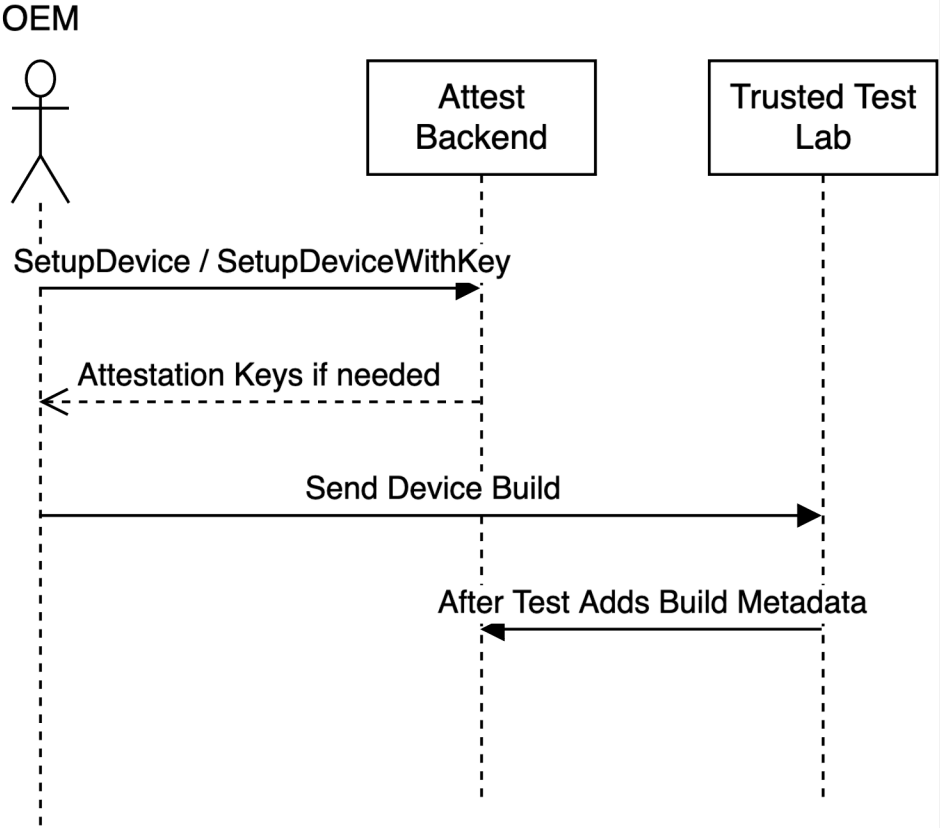 OEM
Attest
Backend
Trusted Test
Lab
SetupDevice / SetupDeviceWithKey
Attestation Keys if needed
Send Device Build
After Test Adds Build Metadata